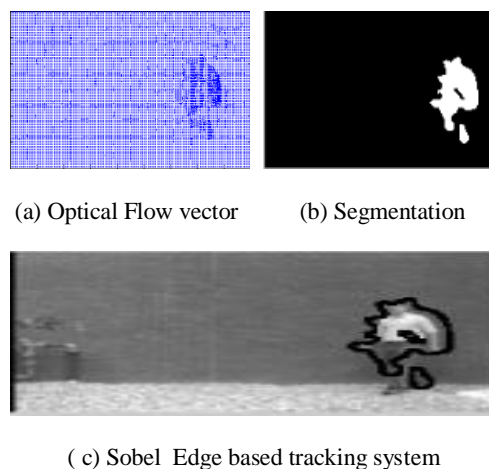 (a) Optical Flow vector (b) Segmentation
( c) Sobel Edge based tracking system